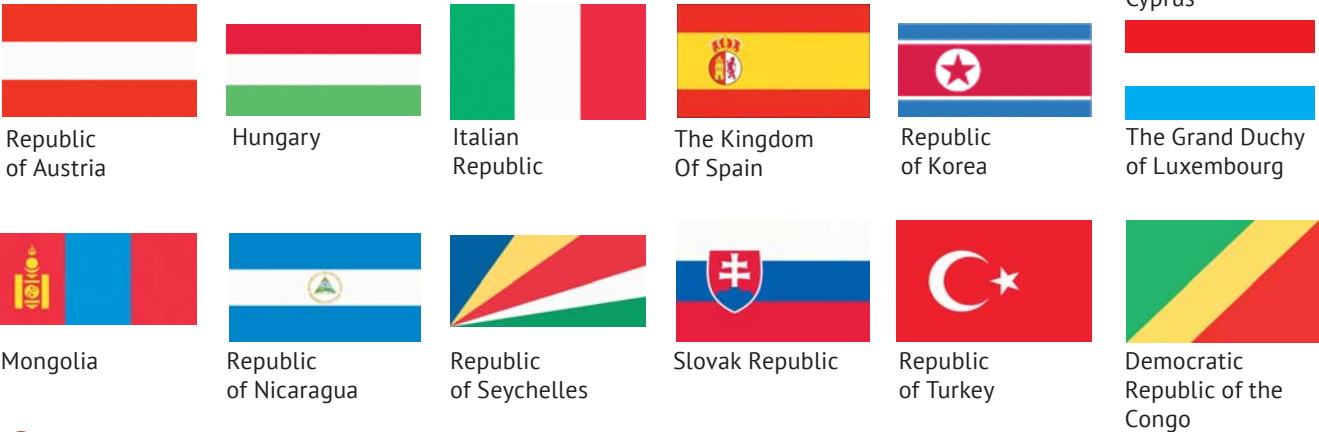 Cyprus
Republic
of Austria
Hungary
Italian
Republic
The Kingdom
Of Spain
Republic
of Korea
The Grand Duchy
of Luxembourg
Mongolia
Republic
of Nicaragua
Republic
of Seychelles
Slovak Republic
Republic
of Turkey
Democratic
Republic of the
Congo